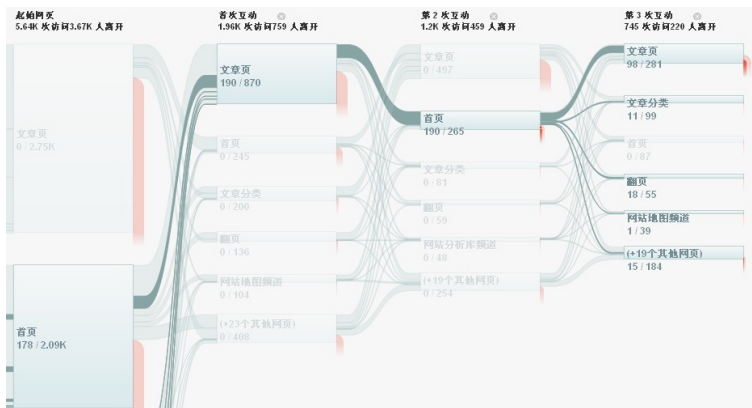 起始网页
5.64K 次访问3.67K 人离开
首次互动
1.96K 次访问759 人离开
第 2 次互动
1.2K 次访问459 人离开
第 3 次互动
745 次访问220 人离开
文章页
0 / 2.75K
首页
178 / 2.09K
文章页
190 / 870
首页
0 / 245
文章分类
0 / 200
翻页
0 / 136
网站地图频道
0 / 104
(+23个其他网页)
0 / 408
文章页
0 / 497
首页
190 / 265
文章分类
0 / 81
翻页
0 / 59
网站分析库频道
0 / 48
(+19个其他网页)
0 / 254
文章页
98 / 281
文章分类
11 / 99
首页
0 / 87
翻页
18 / 55
网站地图频道
1 / 39
(+19个其他网页)
15 / 184